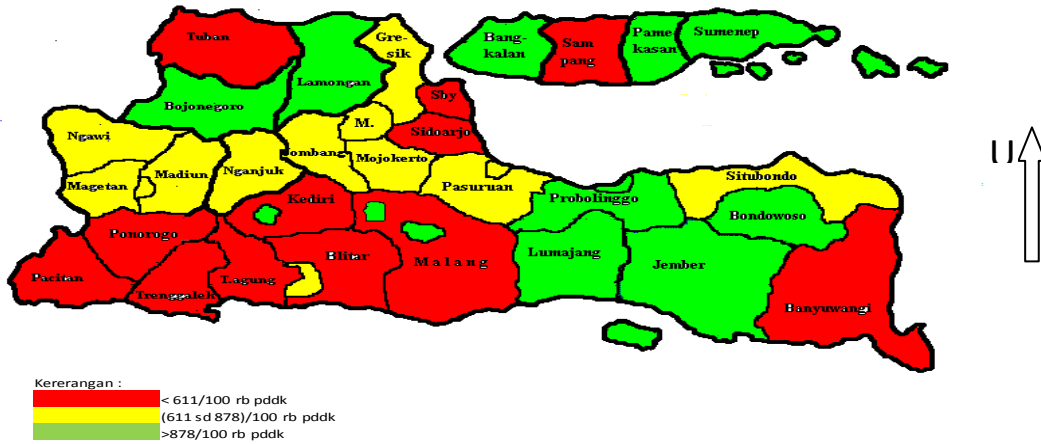 Tuban
Gre-
sik
Lamongan
Bang-
kalan
Sam
pang
Pame
kasan
Sumenep
Bojonegoro
Sby
M.
Sidoarjo
Ngawi
Magetan
Madiun
Nganjuk
ombang
Mojokerto
Pasuruan
Situbondo
Probolinggo
Bondowoso
Kediri
Ponorogo
Pacitan
Trenggalek
T.agung
Blitar
Malang
Lumajang
Jember
Banyuwangi
U
Kererangan :
< 611/100 rb pddk
(611 sd 878)/100 rb pddk
>878/100 rb pddk